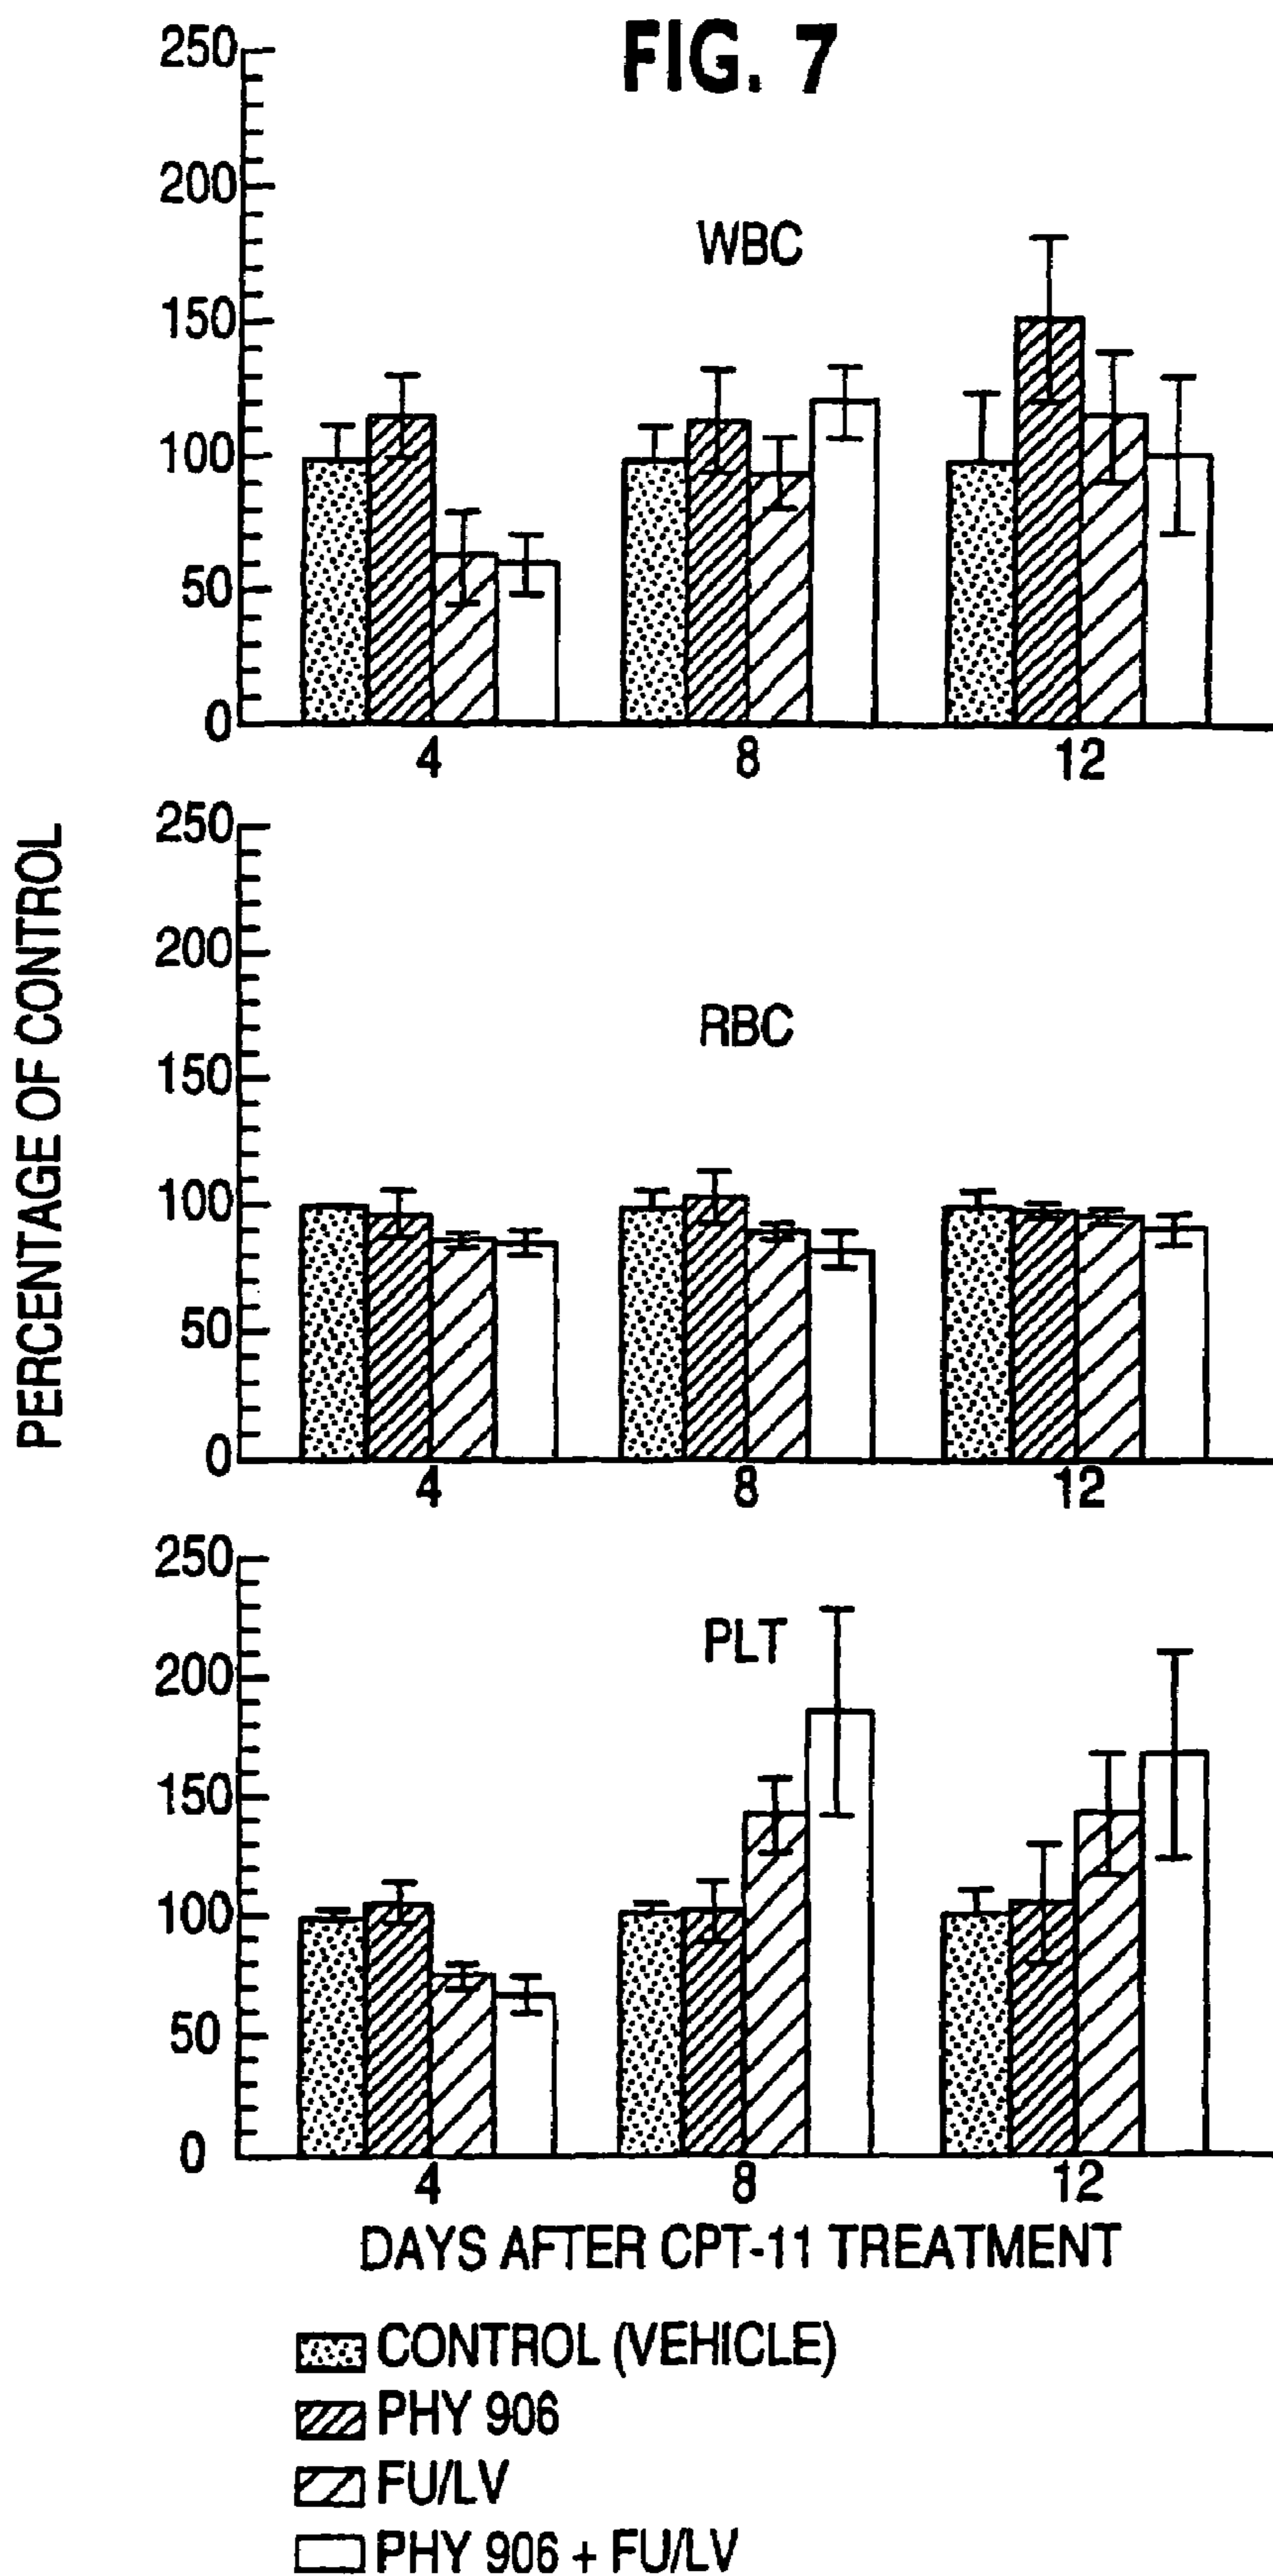 FIG. 7
250
200
150
100
50
0
WBC
4 8 12
PERCENTAGE OF CONTROL
250
200
150
100
50
0
RBC
4 8 12
250
200
150
100
50
0
PLT
4 8 12
DAYS AFTER CPT-11 TREATMENT
CONTROL (VEHICLE)
PHY 906
FU/LV
PHY 906 + FU/LV